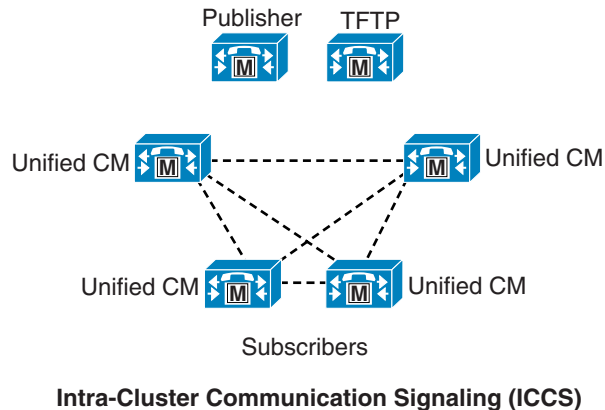 Publisher TFTP
M M
Unified CM M M Unified CM
Unified CM M M Unified CM
Subscribers
Intra-Cluster Communication Signaling (ICCS)